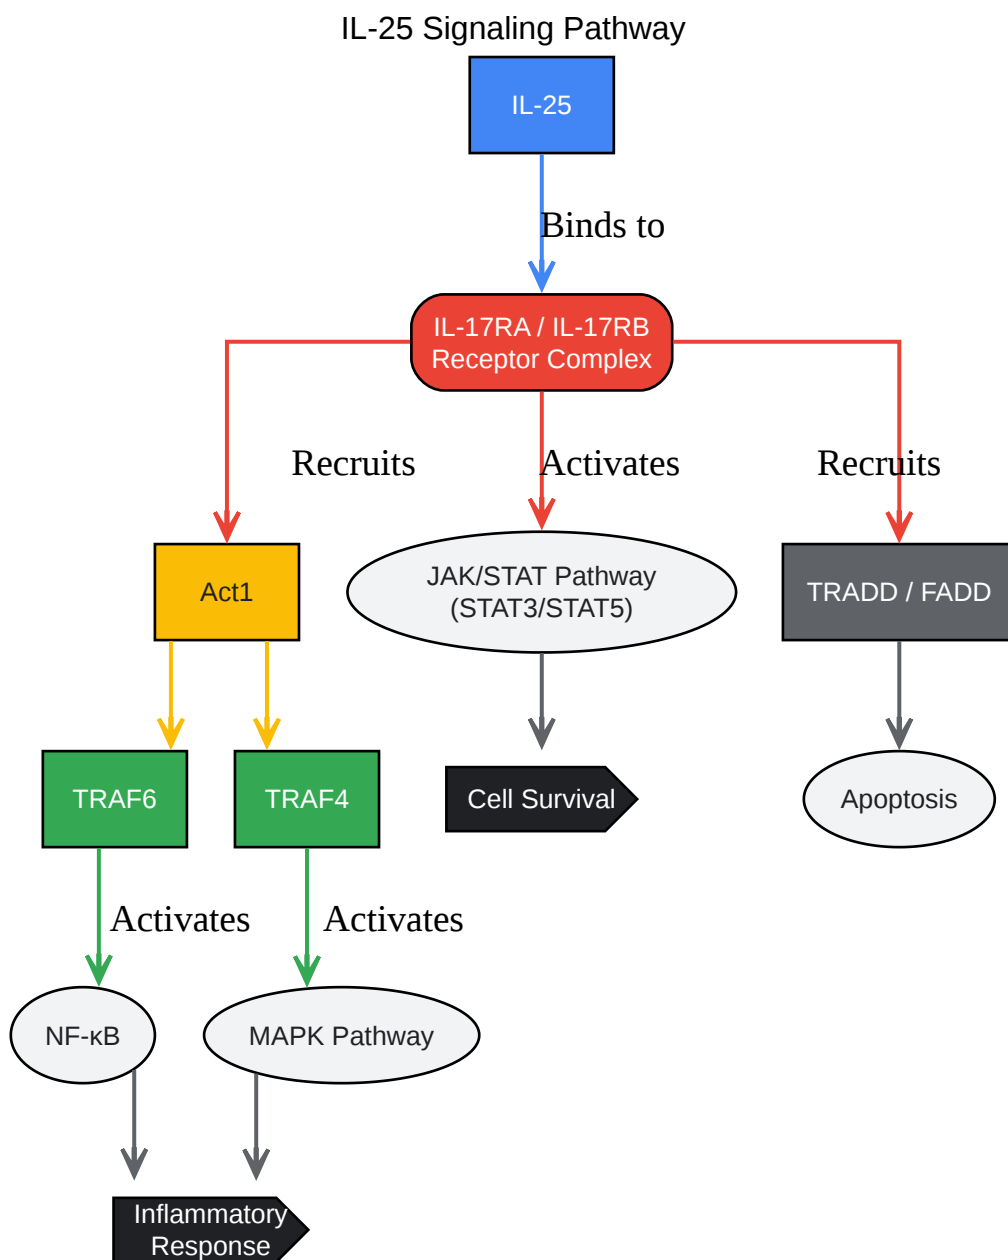 IL-25 Signaling Pathway
IL-25
Binds to
IL-17RA / IL-17RB
Receptor Complex
Recruits
Activates
Recruits
Act1
JAK/STAT Pathway
(STAT3/STAT5)
TRADD / FADD
TRAF6
TRAF4
Cell Survival
Apoptosis
Activates
Activates
NF-κB
MAPK Pathway
Inflammatory
Response